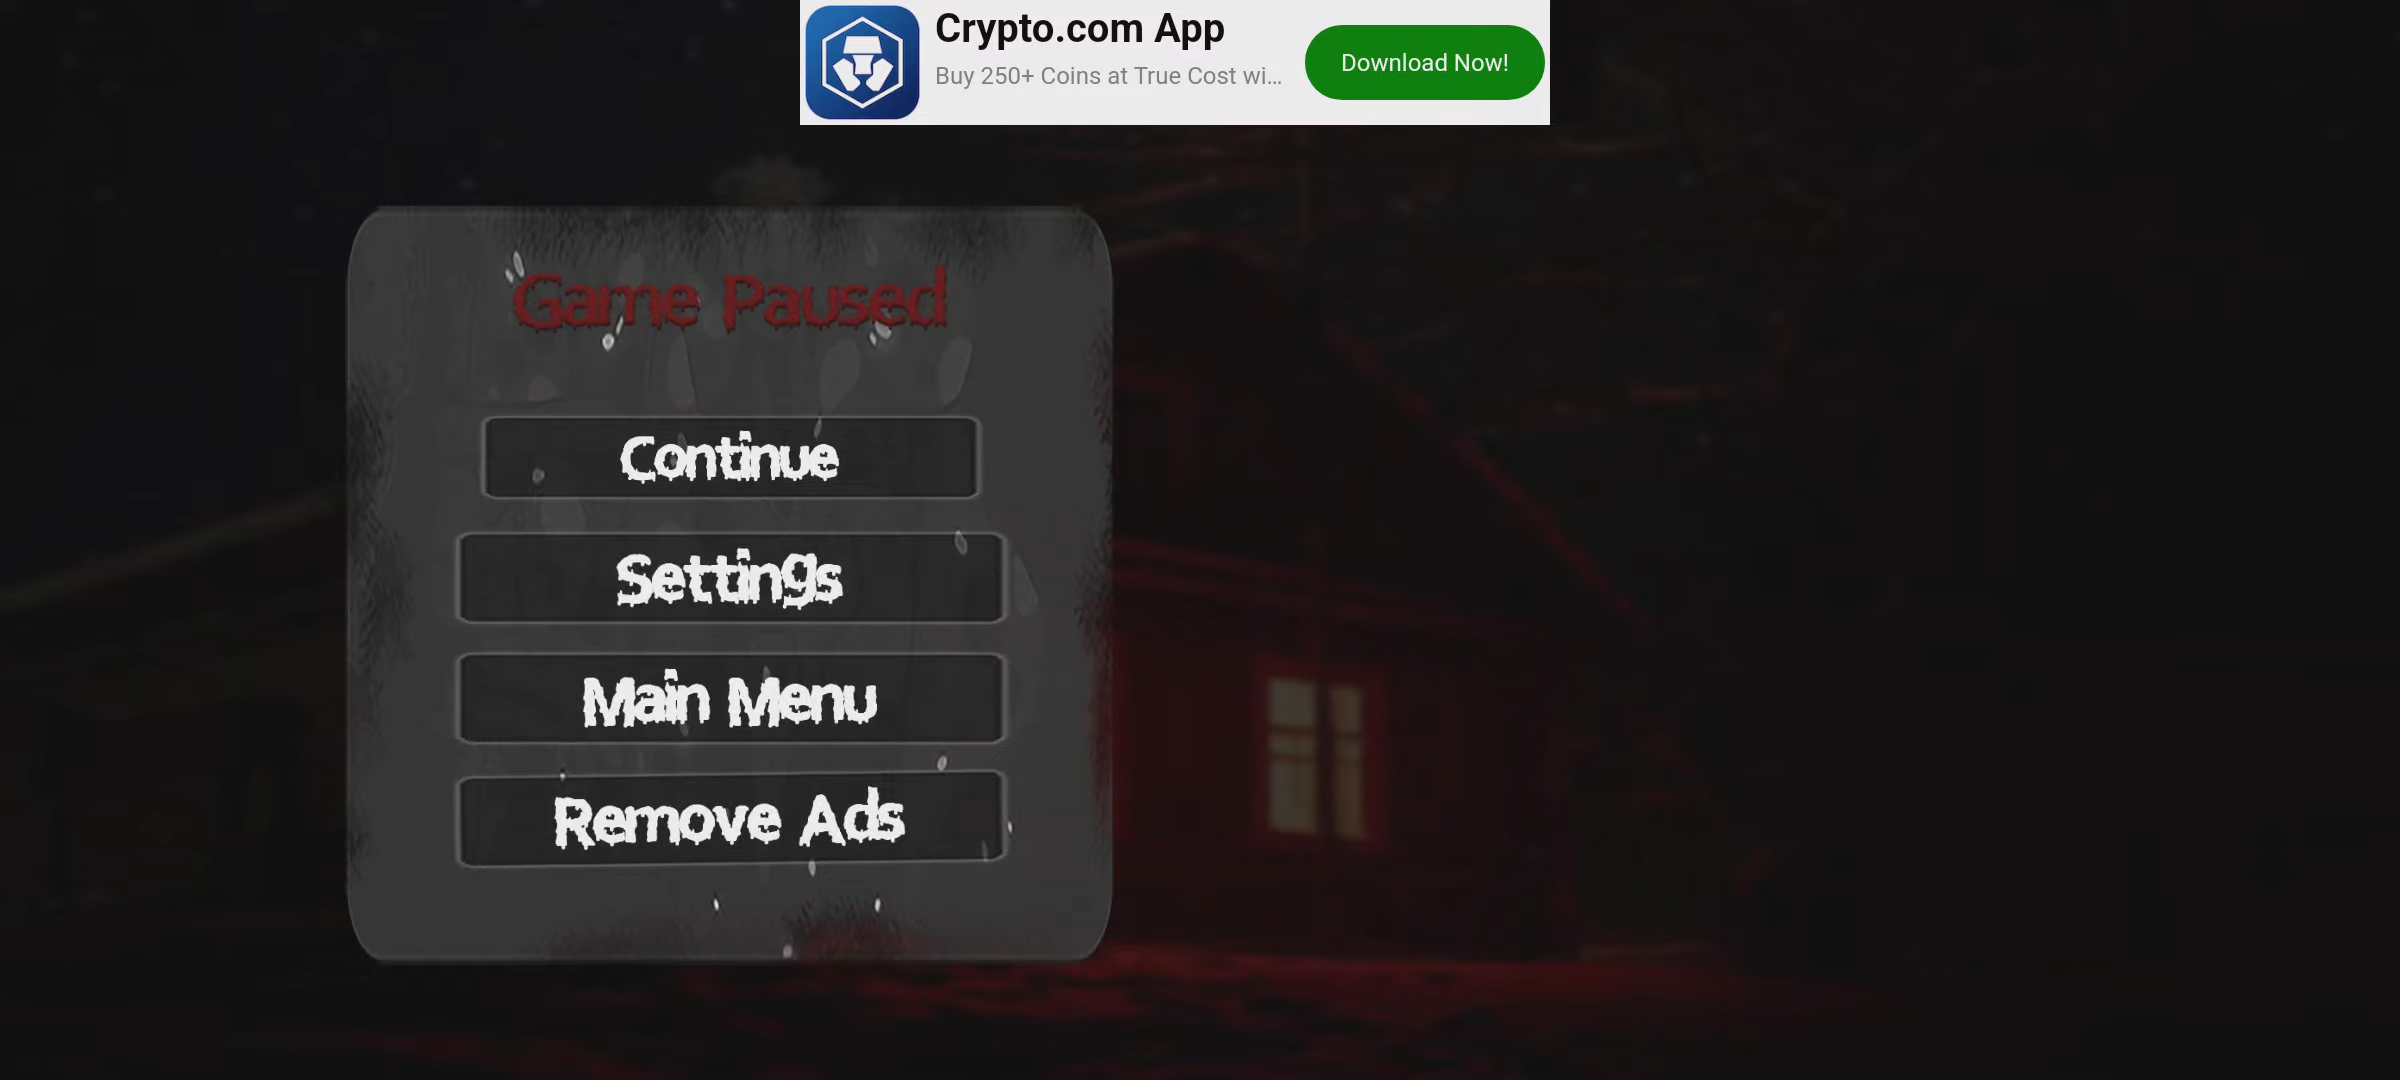 Crypto.com App
Buy 250+ Coins at True Cost wi...
Download Now!
Game Paused
Continue
Settings
Main Menu
Remove Ads